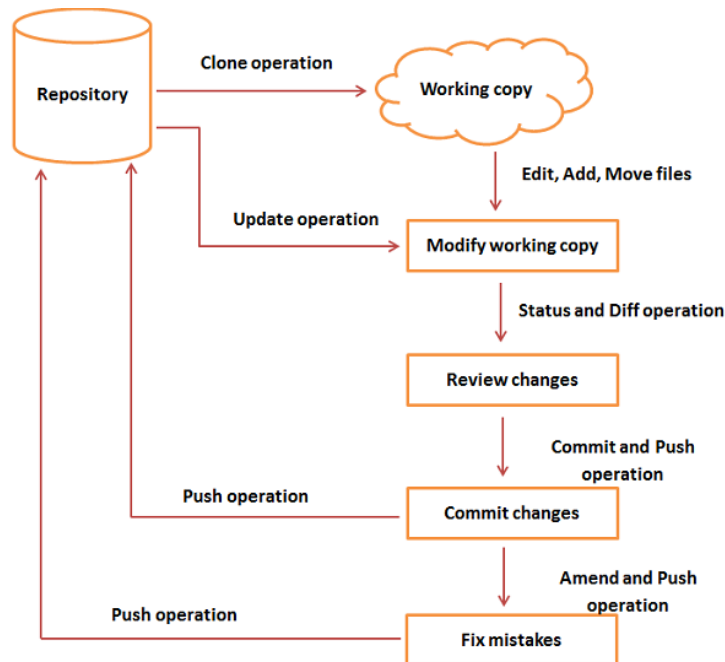 Clone operation
Repository
Working copy
Edit, Add, Move files
Update operation
Modify working copy
Status and Diff operation
Review changes
Commit and Push
operation
Push operation
Commit changes
Amend and Push
operation
Push operation
Fix mistakes